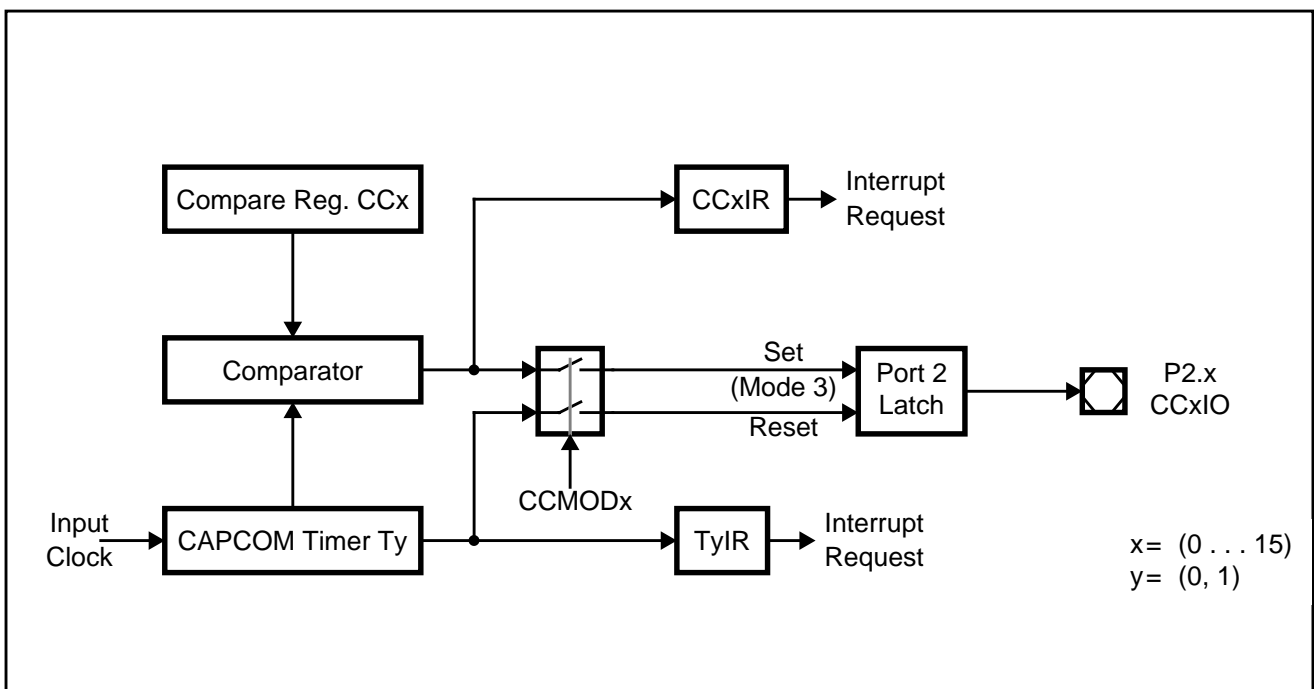 Compare Reg. CCx
CCxIR
Interrupt
Request
Comparator
Set
(Mode 3)
Reset
Port 2
Latch
P2.x
CCxIO
CCMODx
Input
Clock
CAPCOM Timer Ty
TyIR
Interrupt
Request
x= (0 . . . 15)
y= (0, 1)